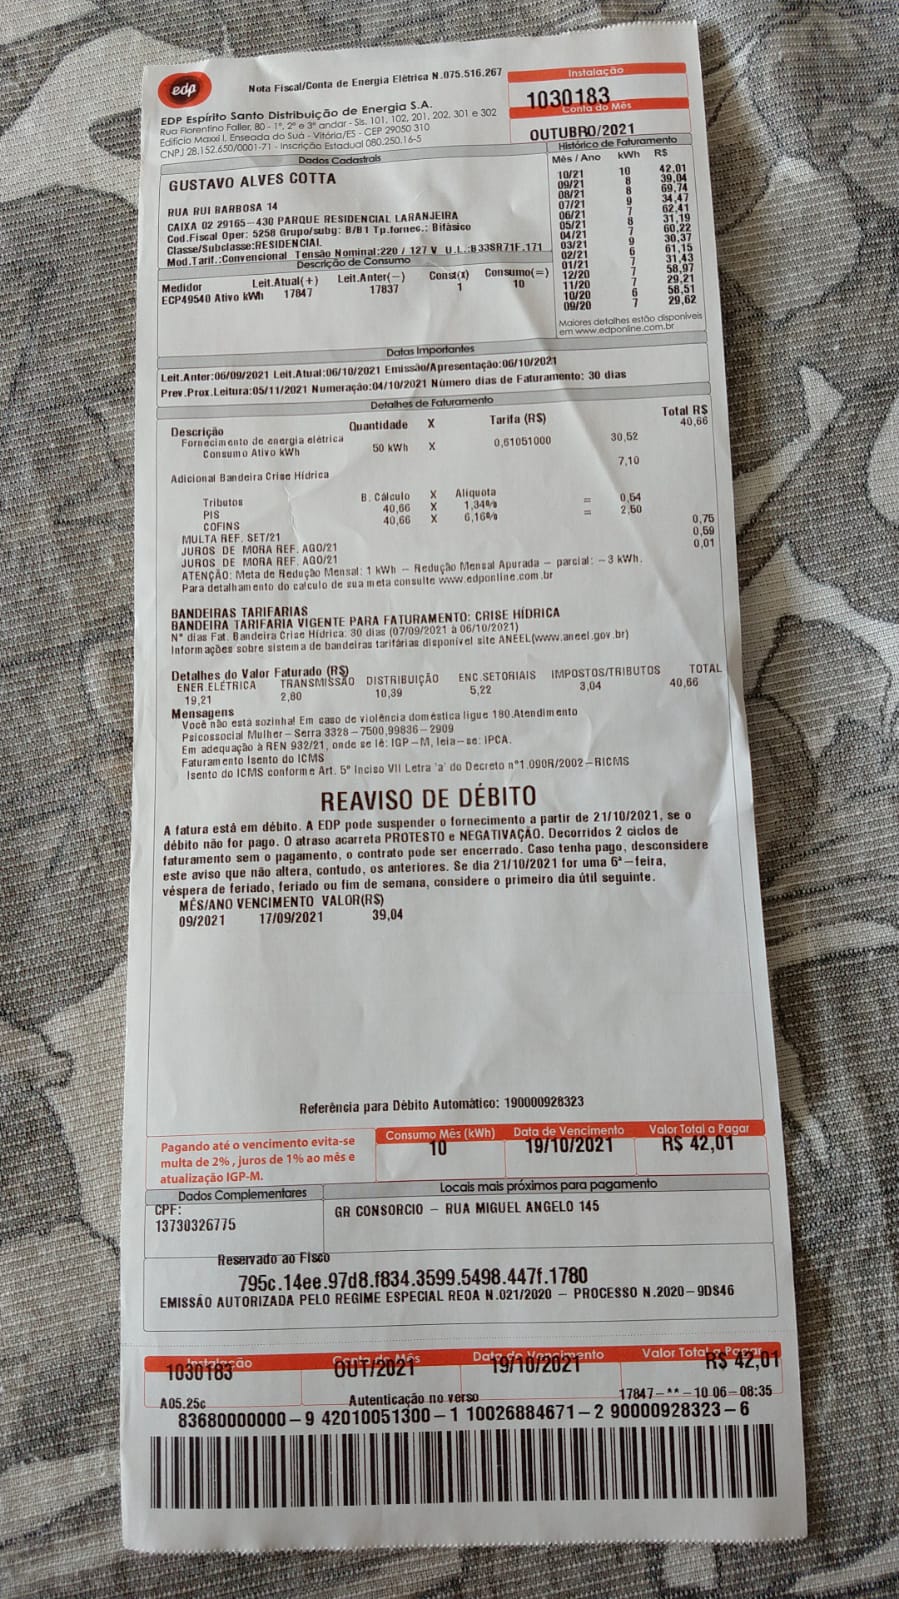 edp
Nota Fiscal/Conta de Energia Elétrica N.075.516.267
Instalação
1030183
Conta do Mês
OUTUBRO/2021
EDP Espírito Santo Distribuição de Energia S.A.
Rua Florentino Faller, 80 - 1º, 2º e 3º andar - Sls. 101, 102, 201, 202, 301 e 302
Edifício Maxxi I, Enseada do Suá - Vitória/ES - CEP 29050 310
CNPJ 28.152.650/0001-71 - Inscrição Estadual 080.250.16-5
Dados Cadastrais
GUSTAVO ALVES COTTA
RUA RUI BARBOSA 14
CAIXA 02 29165-430 PARQUE RESIDENCIAL LARANJEIRA
Cod.Fiscal Oper: 5258 Grupo/subg: B/B1 Tp.fornec.: Bifásico
Classe/Subclasse:RESIDENCIAL
Mod.Tarif.:Convencional Tensão Nominal:220 / 127 V U.L.:B33SR71F.171
Histórico de Faturamento
Mês / Ano kWh R$
10/21 10 42,01
09/21 8 39,04
08/21 8 69,74
07/21 9 34,47
06/21 7 62,41
05/21 8 31,19
04/21 7 60,22
03/21 9 30,37
02/21 6 61,15
01/21 7 31,43
12/20 7 58,97
11/20 7 29,21
10/20 6 58,51
09/20 7 29,62
Maiores detalhes estão disponíveis
em www.edponline.com.br
Descrição de Consumo
Medidor Leit.Atual(+) Leit.Anter(-) Const(x) Consumo(=)
ECP49540 Ativo kWh 17847 17837 1 10
Datas Importantes
Leit.Anter:06/09/2021 Leit.Atual:06/10/2021 Emissão/Apresentação:06/10/2021
Prev.Prox.Leitura:05/11/2021 Numeração:04/10/2021 Número dias de Faturamento: 30 dias
Detalhes de Faturamento
Descrição Quantidade X Tarifa (R$) Total R$
Fornecimento de energia elétrica 40,66
Consumo Ativo kWh 50 kWh X 0,61051000 30,52
Adicional Bandeira Crise Hídrica 7,10
Tributos B. Cálculo X Alíquota
PIS 40,66 X 1,34% = 0,54
COFINS 40,66 X 6,16% = 2,50
MULTA REF. SET/21 0,75
JUROS DE MORA REF. AGO/21 0,59
JUROS DE MORA REF. AGO/21 0,01
ATENÇÃO: Meta de Redução Mensal: 1 kWh - Redução Mensal Apurada - parcial: -3 kWh.
Para detalhamento do calculo de sua meta consulte www.edponline.com.br
BANDEIRAS TARIFARIAS
BANDEIRA TARIFARIA VIGENTE PARA FATURAMENTO: CRISE HÍDRICA
Nº dias Fat. Bandeira Crise Hídrica: 30 dias (07/09/2021 à 06/10/2021)
Informações sobre sistema de bandeiras tarifárias disponível site ANEEL(www.aneel.gov.br)
Detalhes do Valor Faturado (R$)
ENER.ELÉTRICA TRANSMISSÃO DISTRIBUIÇÃO ENC.SETORIAIS IMPOSTOS/TRIBUTOS TOTAL
19,21 2,80 10,39 5,22 3,04 40,66
Mensagens
Você não está sozinha! Em caso de violência doméstica ligue 180.Atendimento
Psicossocial Mulher - Serra 3328-7500,99836-2909
Em adequação à REN 932/21, onde se lê: IGP-M, leia-se: IPCA.
Faturamento Isento do ICMS
Isento do ICMS conforme Art. 5º Inciso VII Letra 'a' do Decreto nº1.090R/2002-RICMS
REAVISO DE DÉBITO
A fatura está em débito. A EDP pode suspender o fornecimento a partir de 21/10/2021, se o
débito não for pago. O atraso acarreta PROTESTO e NEGATIVAÇÃO. Decorridos 2 ciclos de
faturamento sem o pagamento, o contrato pode ser encerrado. Caso tenha pago, desconsidere
este aviso que não altera, contudo, os anteriores. Se dia 21/10/2021 for uma 6ª-feira,
véspera de feriado, feriado ou fim de semana, considere o primeiro dia útil seguinte.
MÊS/ANO VENCIMENTO VALOR(R$)
09/2021 17/09/2021 39,04
Referência para Débito Automático: 190000928323
Pagando até o vencimento evita-se
multa de 2% , juros de 1% ao mês e
atualização IGP-M.
Consumo Mês (kWh) Data de Vencimento Valor Total a Pagar
10 19/10/2021 R$ 42,01
Dados Complementares
CPF:
13730326775
Locais mais próximos para pagamento
GR CONSORCIO - RUA MIGUEL ANGELO 145
Reservado ao Fisco
795c.14ee.97d8.f834.3599.5498.447f.1780
EMISSÃO AUTORIZADA PELO REGIME ESPECIAL REOA N.021/2020 - PROCESSO N.2020-9DS46
Instalação Conta do Mês Data do Vencimento Valor Total a Pagar
1030183 OUT/2021 19/10/2021 R$ 42,01
A05.25c Autenticação no verso 17847-**-10 06-08:35
83680000000-9 42010051300-1 10026884671-2 90000928323-6